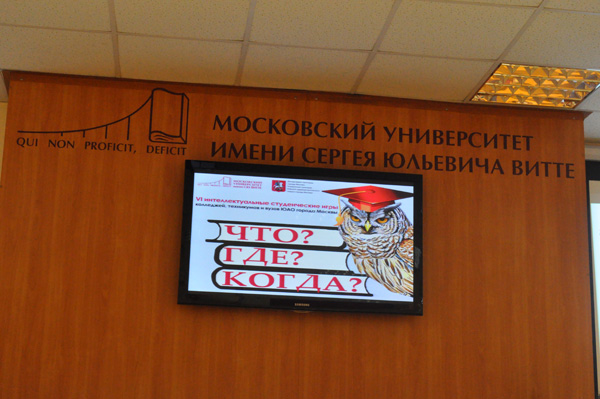 МОСКОВСКИЙ УНИВЕРСИТЕТ
ИМЕНИ СЕРГЕЯ ЮЛЬЕВИЧА ВИТТЕ
QUI NON PROFICIT, DEFICIT
VI интеллектуальные студенческие игры
колледжей, техникумов и вузов ЮАО города Москвы
ЧТО?
ГДЕ?
КОГДА?
SAMSUNG